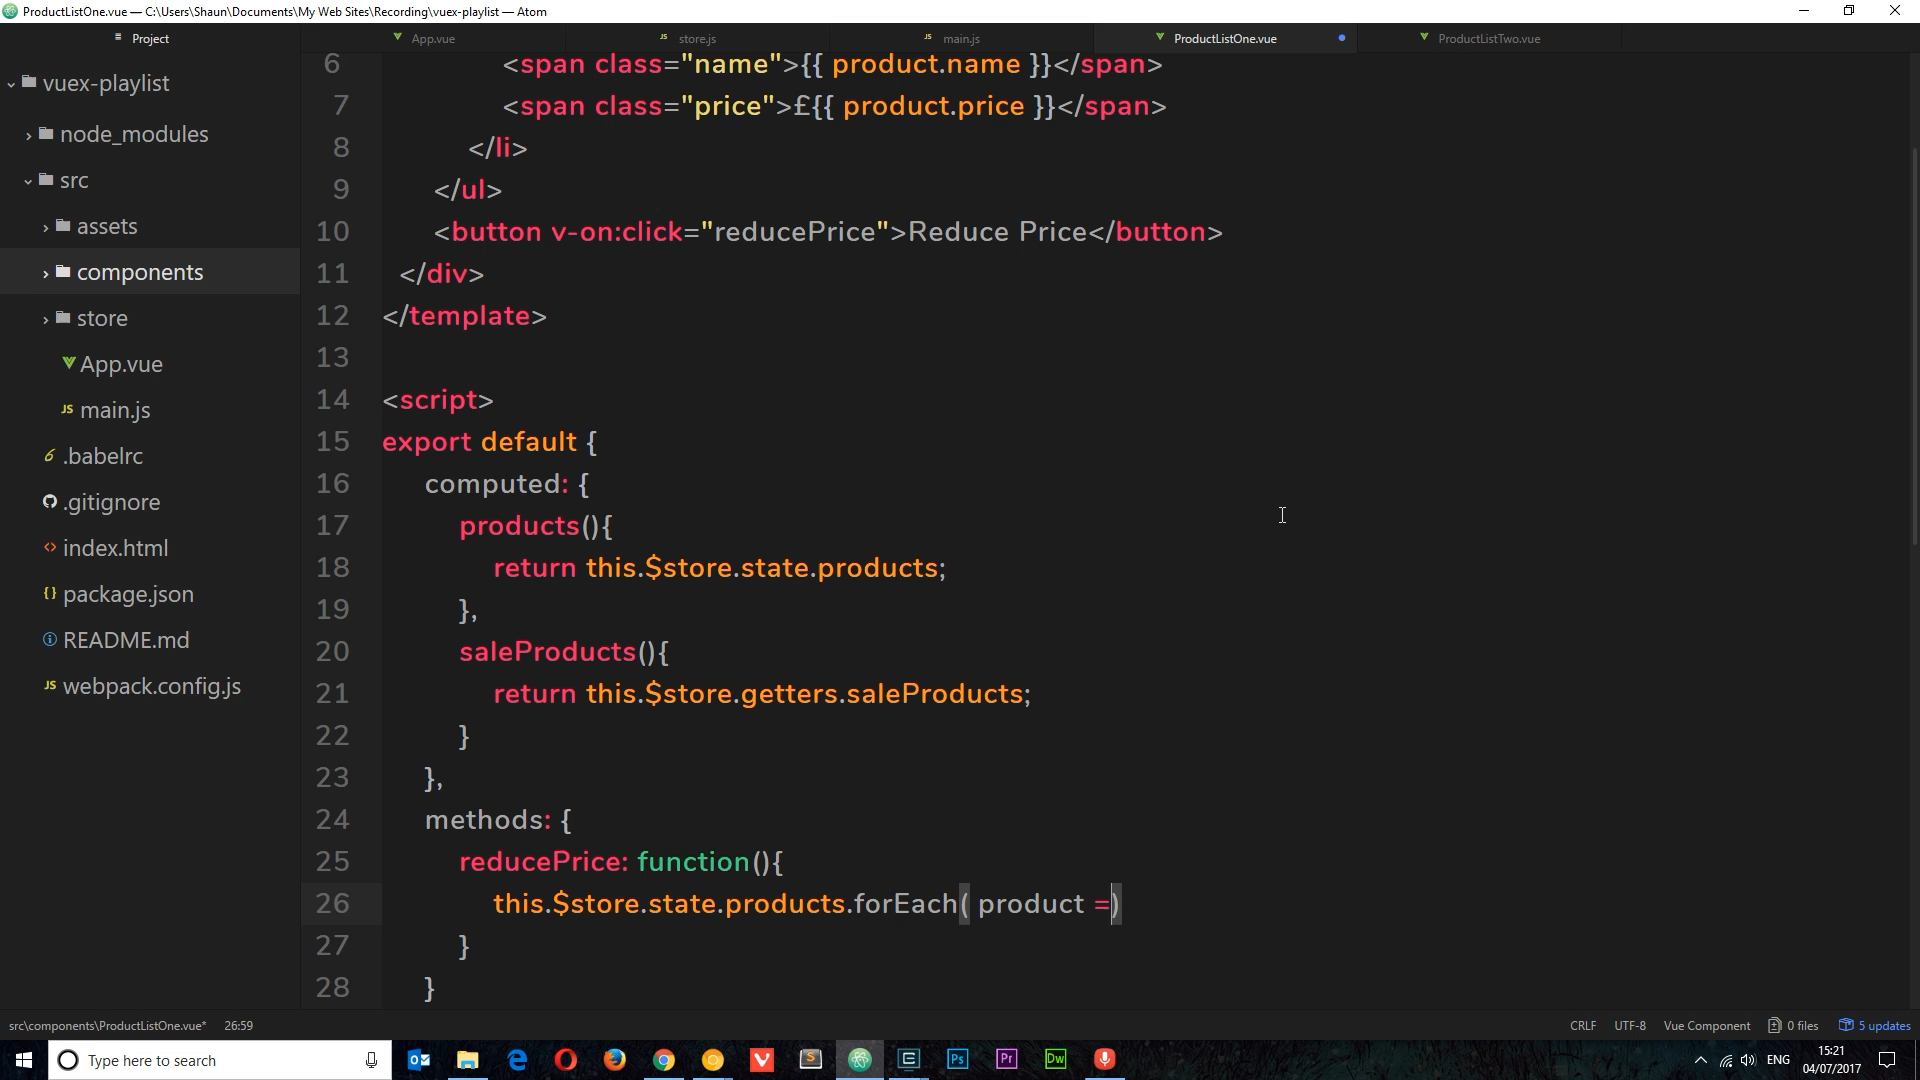 ProductListOne.vue — C:\Users\Shaun\Documents\My Web Sites\Recording\vuex-playlist — Atom
Project
App.vue
store.js
main.js
ProductListOne.vue
ProductListTwo.vue
vuex-playlist
node_modules
src
assets
components
store
App.vue
main.js
.babelrc
.gitignore
index.html
package.json
README.md
webpack.config.js
6 <span class="name">{{ product.name }}</span>
7 <span class="price">£{{ product.price }}</span>
8 </li>
9 </ul>
10 <button v-on:click="reducePrice">Reduce Price</button>
11 </div>
12 </template>
13
14 <script>
15 export default {
16 computed: {
17 products(){
18 return this.$store.state.products;
19 },
20 saleProducts(){
21 return this.$store.getters.saleProducts;
22 }
23 },
24 methods: {
25 reducePrice: function(){
26 this.$store.state.products.forEach( product =)
27 }
28 }
src\components\ProductListOne.vue* 26:59
CRLF UTF-8 Vue Component 0 files 5 updates
Type here to search
ENG
15:21
04/07/2017